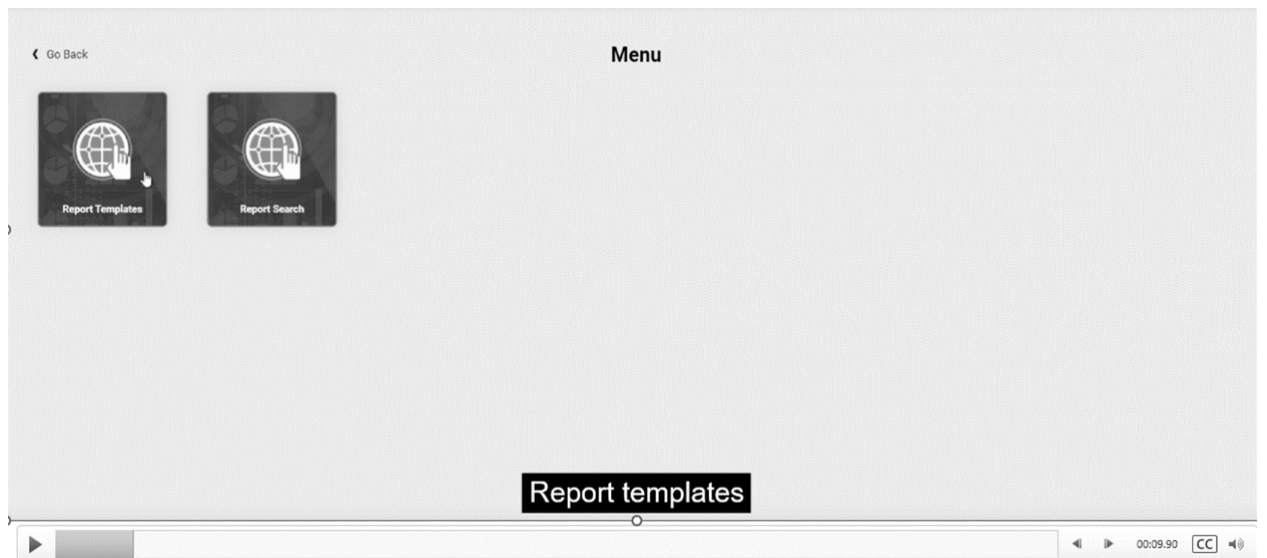 Go Back
Menu
Report Templates
Report Search
Report templates
00:09.90
CC